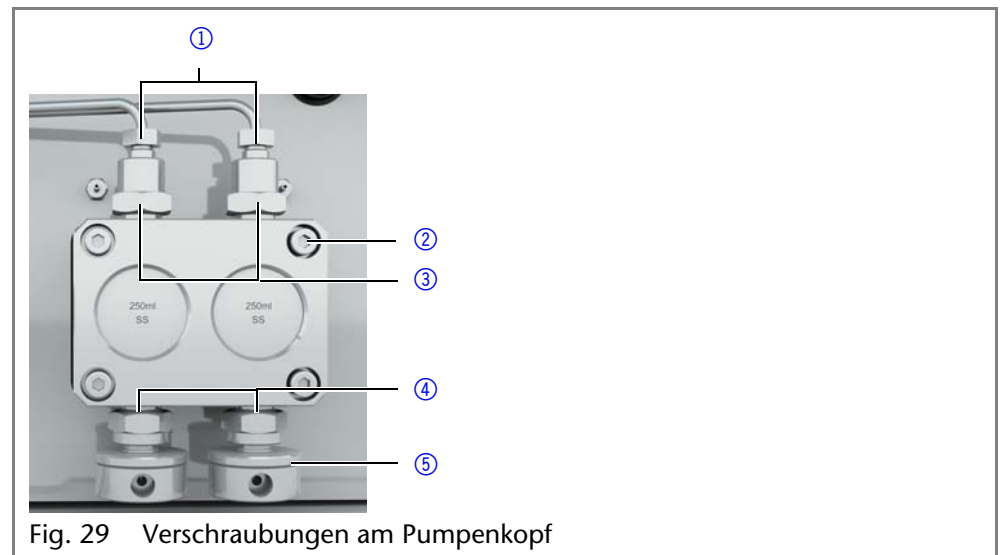 ①
②
③
250ml 250ml
SS SS
④
⑤
Fig. 29 Verschraubungen am Pumpenkopf